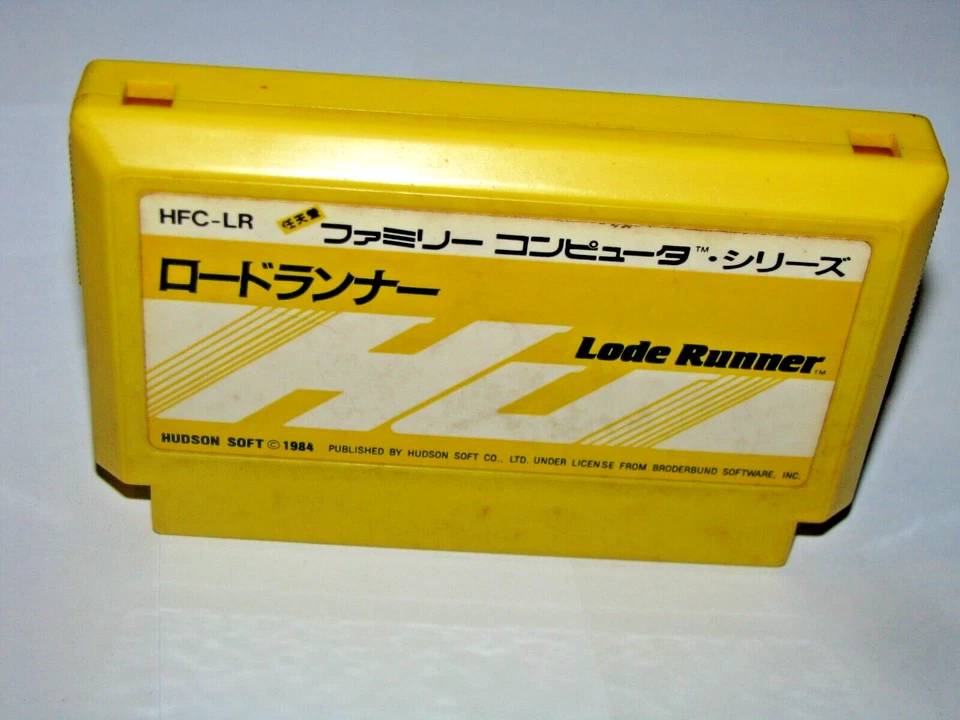 HFC-LR 任天堂 ファミリー コンピュータ™・シリーズ
ロードランナー
HU
Lode Runner™
HUDSON SOFT © 1984 PUBLISHED BY HUDSON SOFT CO., LTD. UNDER LICENSE FROM BRODERBUND SOFTWARE, INC.